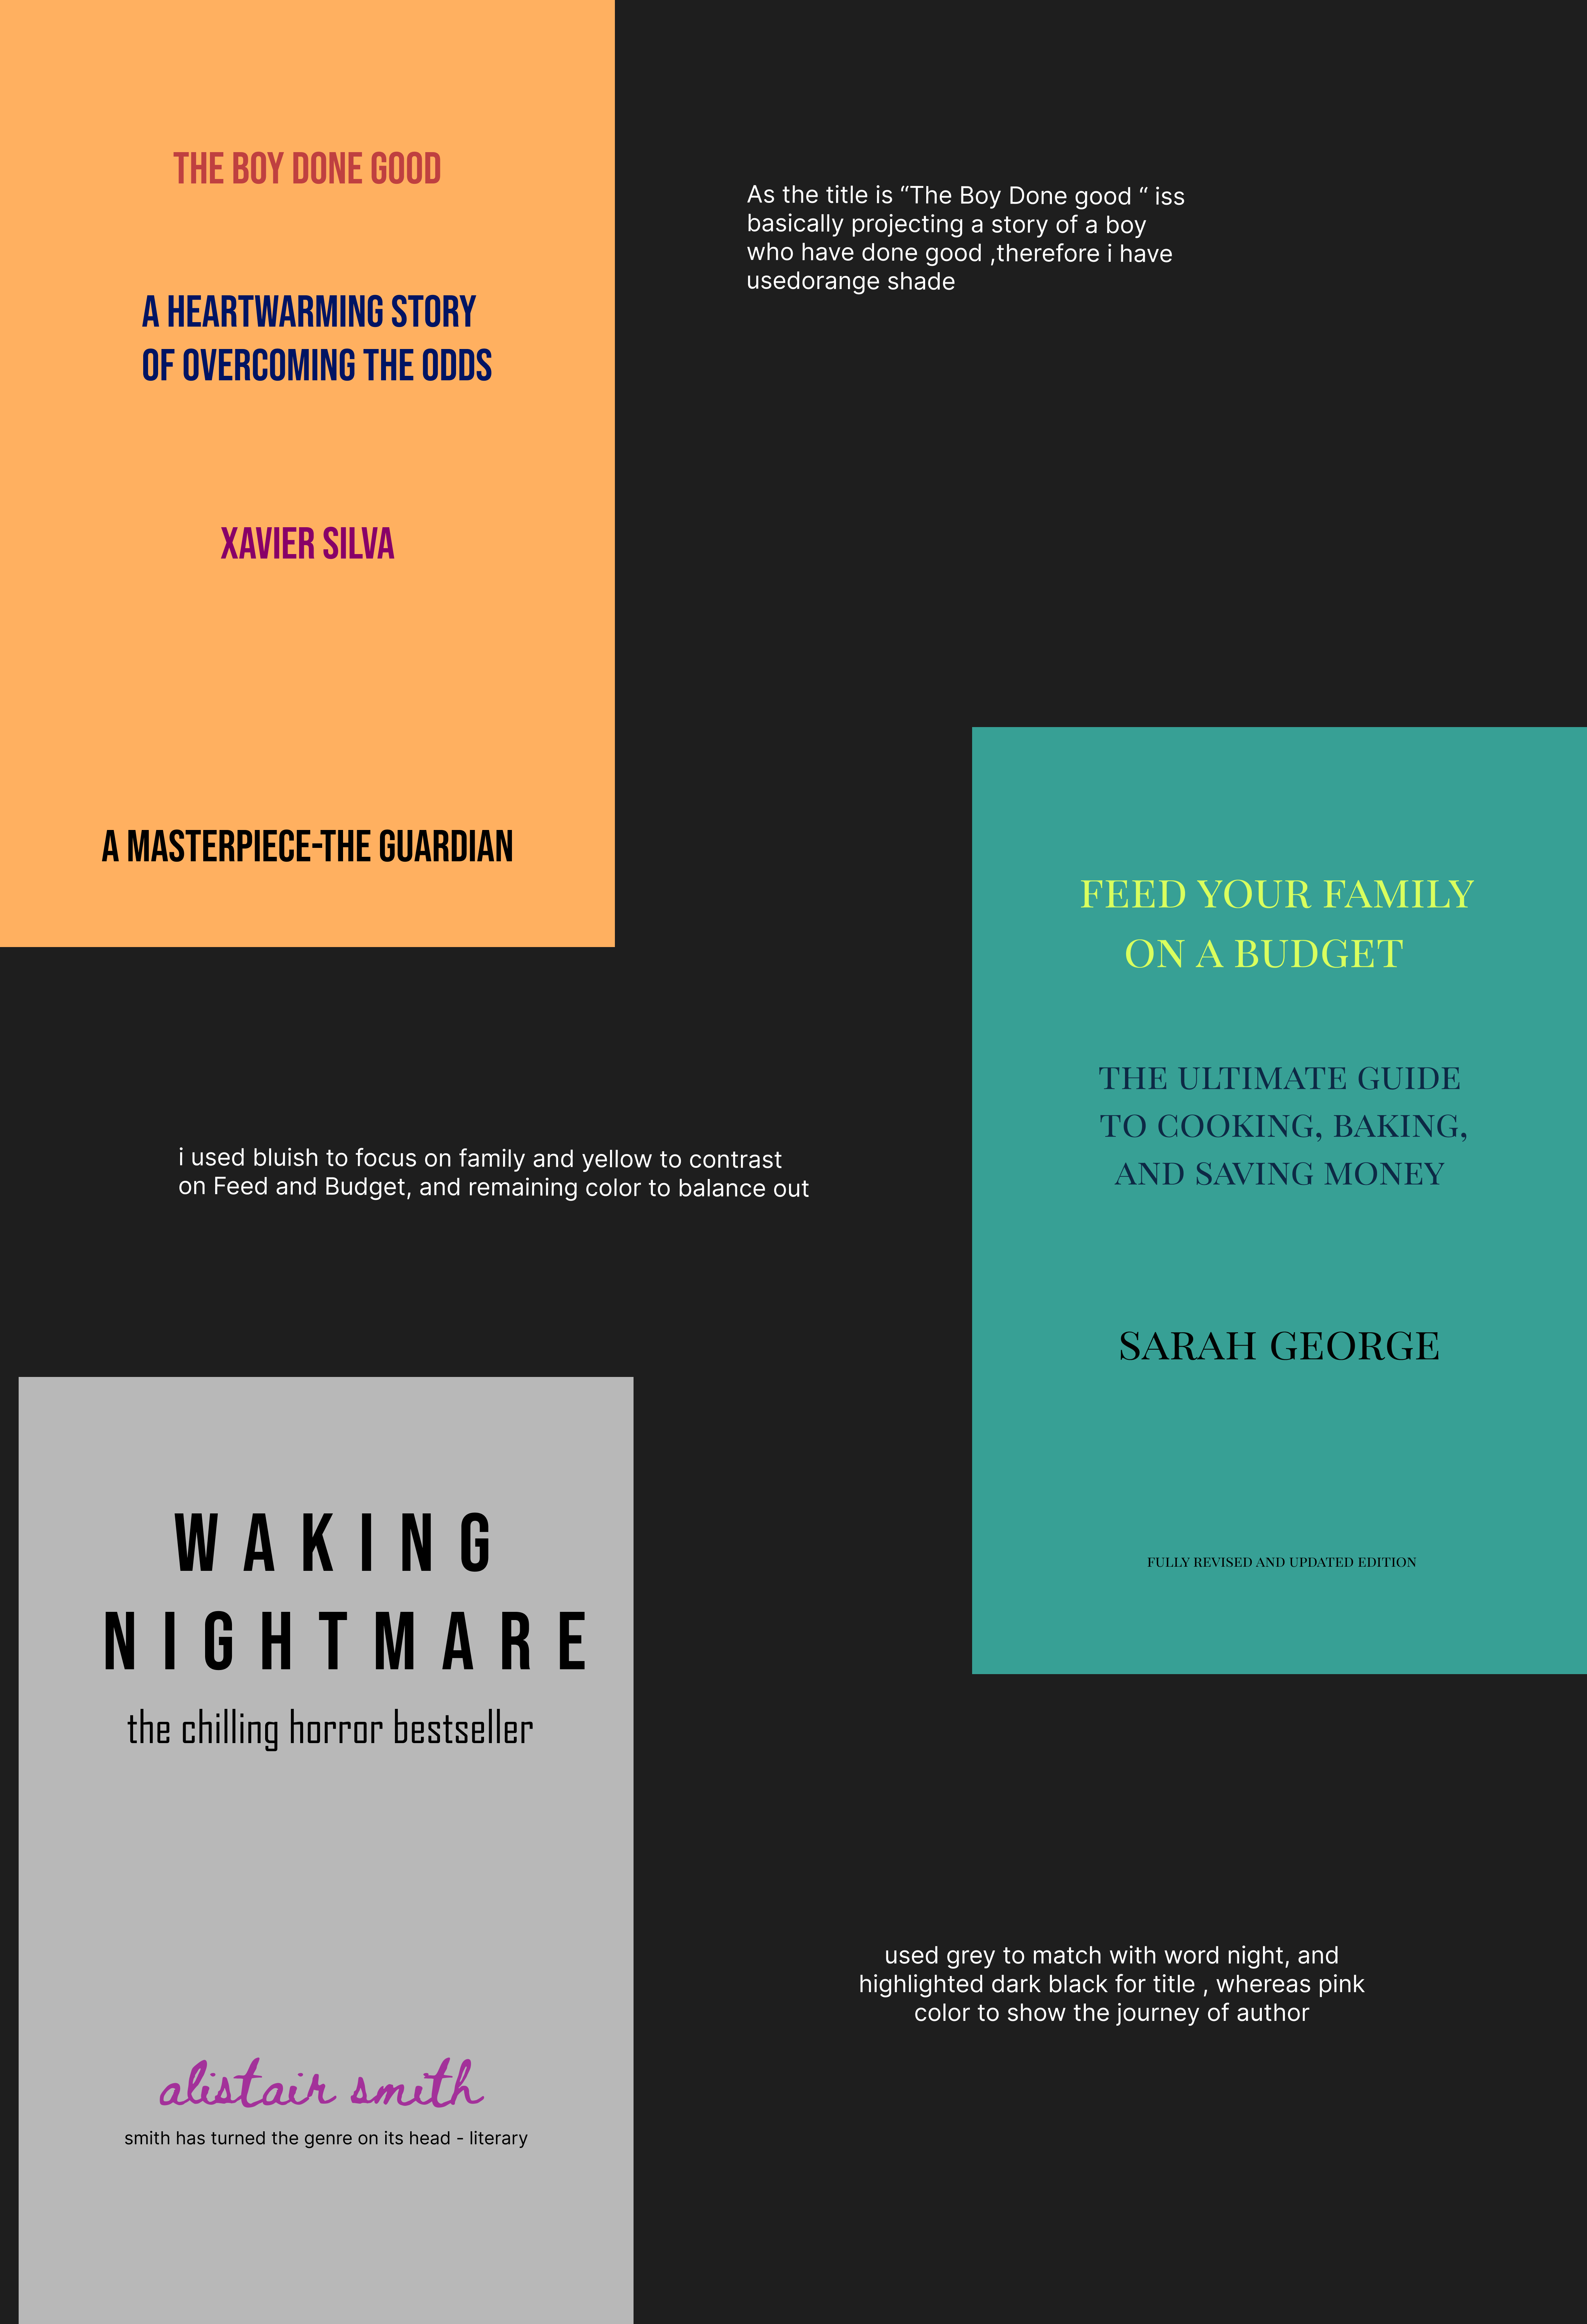 THE BOY DONE GOOD
A HEARTWARMING STORY
OF OVERCOMING THE ODDS
XAVIER SILVA
A MASTERPIECE-THE GUARDIAN
As the title is “The Boy Done good “ iss
basically projecting a story of a boy
who have done good ,therefore i have
usedorange shade
FEED YOUR FAMILY
ON A BUDGET
THE ULTIMATE GUIDE
TO COOKING, BAKING,
AND SAVING MONEY
SARAH GEORGE
FULLY REVISED AND UPDATED EDITION
i used bluish to focus on family and yellow to contrast
on Feed and Budget, and remaining color to balance out
WAKING
NIGHTMARE
the chilling horror bestseller
alistair smith
smith has turned the genre on its head - literary
used grey to match with word night, and
highlighted dark black for title , whereas pink
color to show the journey of author